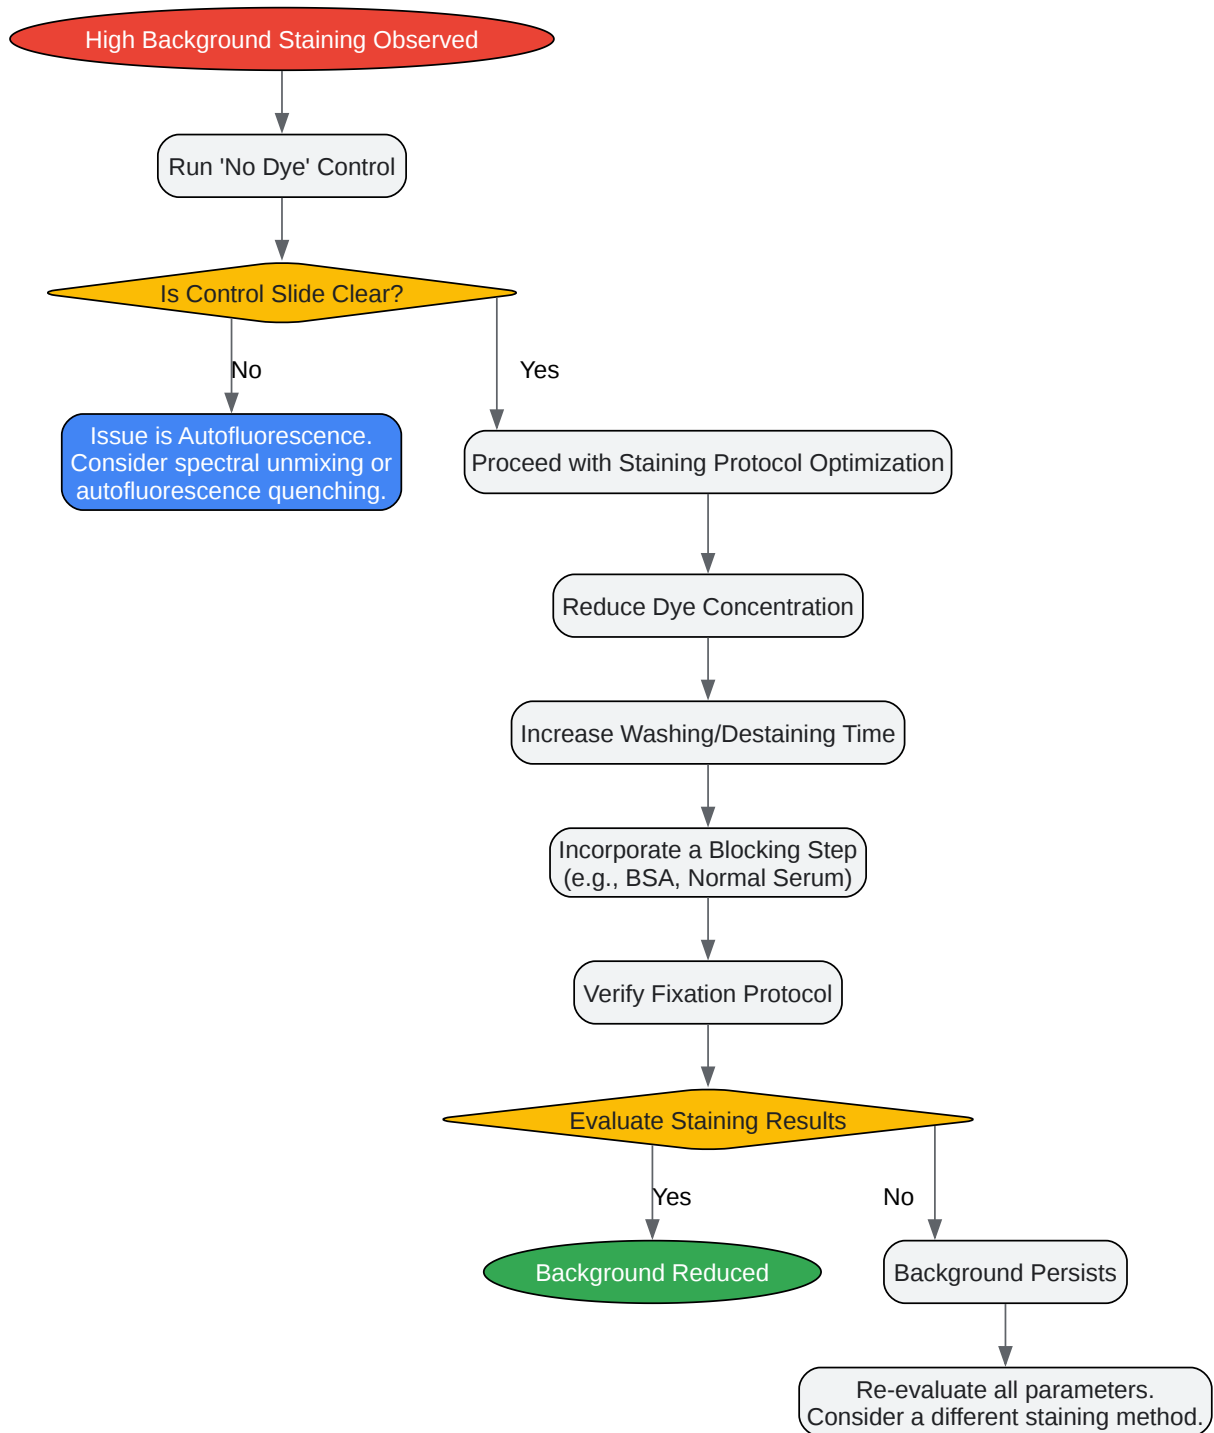 High Background Staining Observed
Run 'No Dye' Control
Is Control Slide Clear?
No
Yes
Issue is Autofluorescence.
Consider spectral unmixing or
autofluorescence quenching.
Proceed with Staining Protocol Optimization
Reduce Dye Concentration
Increase Washing/Destaining Time
Incorporate a Blocking Step
(e.g., BSA, Normal Serum)
Verify Fixation Protocol
Evaluate Staining Results
Yes
No
Background Reduced
Background Persists
Re-evaluate all parameters.
Consider a different staining method.